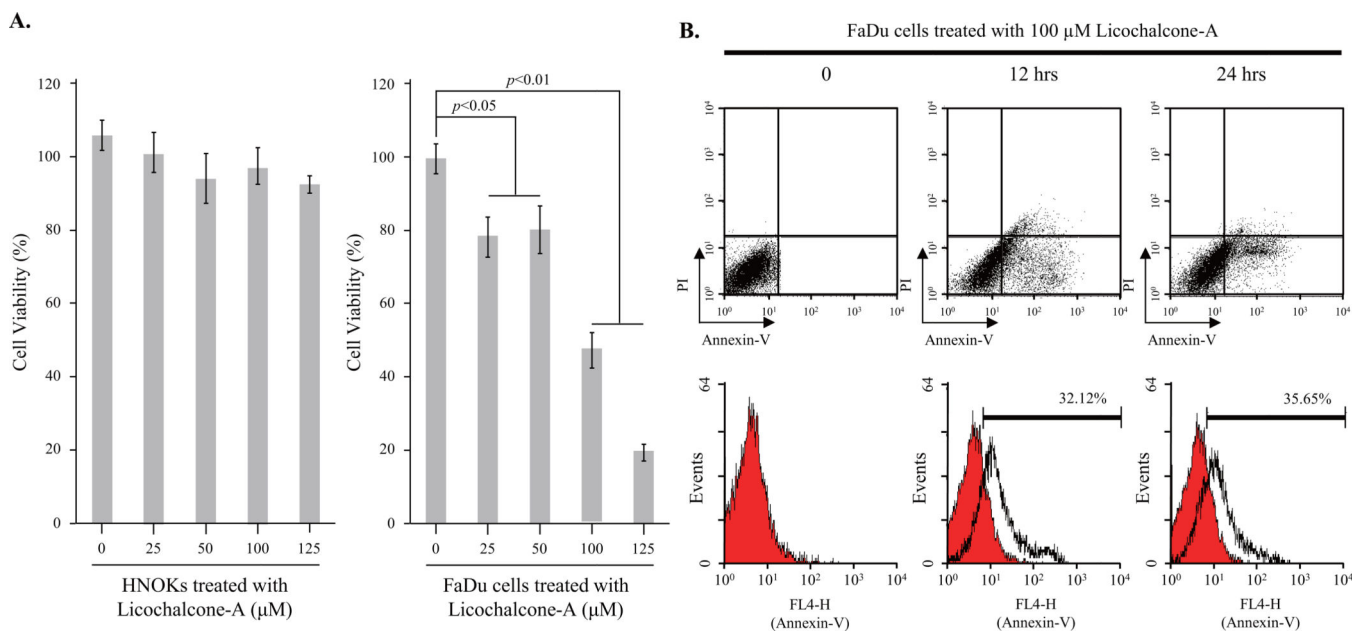 A.
120
100
80
60
40
20
0
Cell Viability (%)
0 25 50 100 125
HNOKs treated with
Licochalcone-A (μM)
120
100
80
60
40
20
0
Cell Viability (%)
p<0.01
p<0.05
0 25 50 100 125
FaDu cells treated with
Licochalcone-A (μM)
B.
FaDu cells treated with 100 μM Licochalcone-A
0 12 hrs 24 hrs
10⁴
10³
10²
10¹
10⁰
PI
10¹ 10² 10³ 10⁴
Annexin-V
10⁴
10³
10²
10¹
10⁰
PI
10¹ 10² 10³ 10⁴
Annexin-V
10⁴
10³
10²
10¹
10⁰
PI
10¹ 10² 10³ 10⁴
Annexin-V
64
Events
0
10⁰ 10¹ 10² 10³ 10⁴
FL4-H
(Annexin-V)
64
32.12%
Events
0
10⁰ 10¹ 10² 10³ 10⁴
FL4-H
(Annexin-V)
64
35.65%
Events
0
10⁰ 10¹ 10² 10³ 10⁴
FL4-H
(Annexin-V)